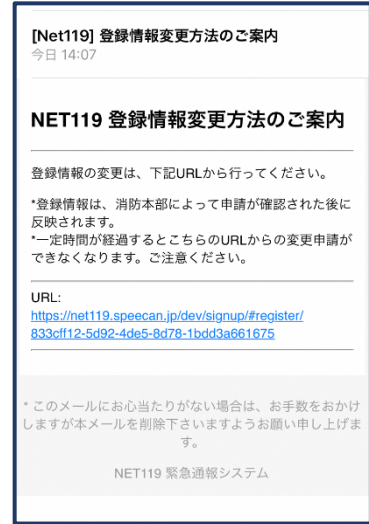 [Net119] 登録情報変更方法のご案内
今日 14:07
NET119 登録情報変更方法のご案内
登録情報の変更は、下記URLから行ってください。
*登録情報は、消防本部によって申請が確認された後に
反映されます。
*一定時間が経過するとこちらのURLからの変更申請が
できなくなります。ご注意ください。
URL:
https://net119.speecan.jp/dev/signup/#register/
833cff12-5d92-4de5-8d78-1bdd3a661675
* このメールにお心当たりがない場合は、お手数をおかけ
しますが本メールを削除下さいますようお願い申し上げま
す。
NET119 緊急通報システム